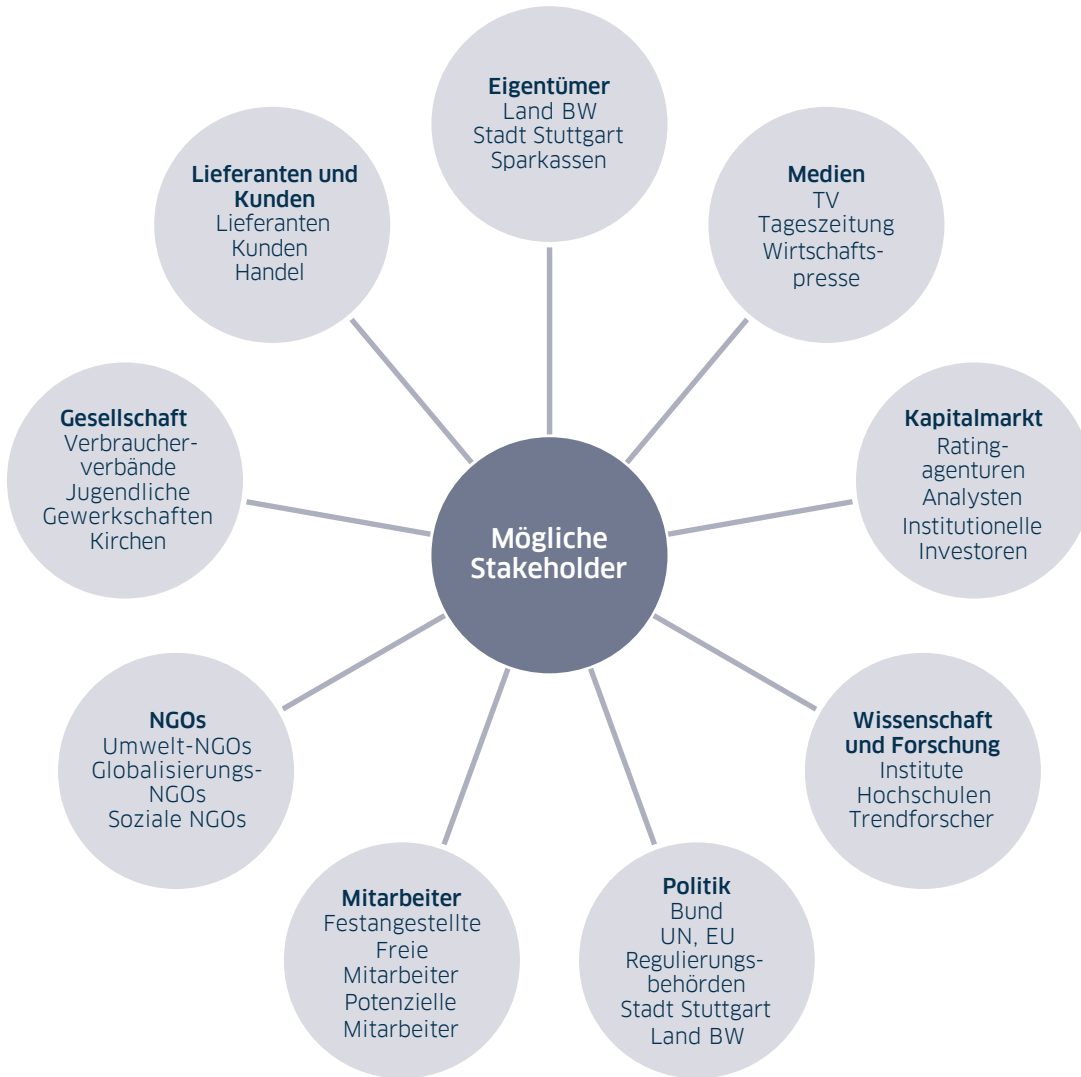 Eigentümer
Land BW
Stadt Stuttgart
Sparkassen
Medien
TV
Tageszeitung
Wirtschafts-
presse
Kapitalmarkt
Rating-
agenturen
Analysten
Institutionelle
Investoren
Wissenschaft
und Forschung
Institute
Hochschulen
Trendforscher
Politik
Bund
UN, EU
Regulierungs-
behörden
Stadt Stuttgart
Land BW
Mitarbeiter
Festangestellte
Freie
Mitarbeiter
Potenzielle
Mitarbeiter
NGOs
Umwelt-NGOs
Globalisierungs-
NGOs
Soziale NGOs
Gesellschaft
Verbraucher-
verbände
Jugendliche
Gewerkschaften
Kirchen
Lieferanten und
Kunden
Lieferanten
Kunden
Handel
Mögliche
Stakeholder